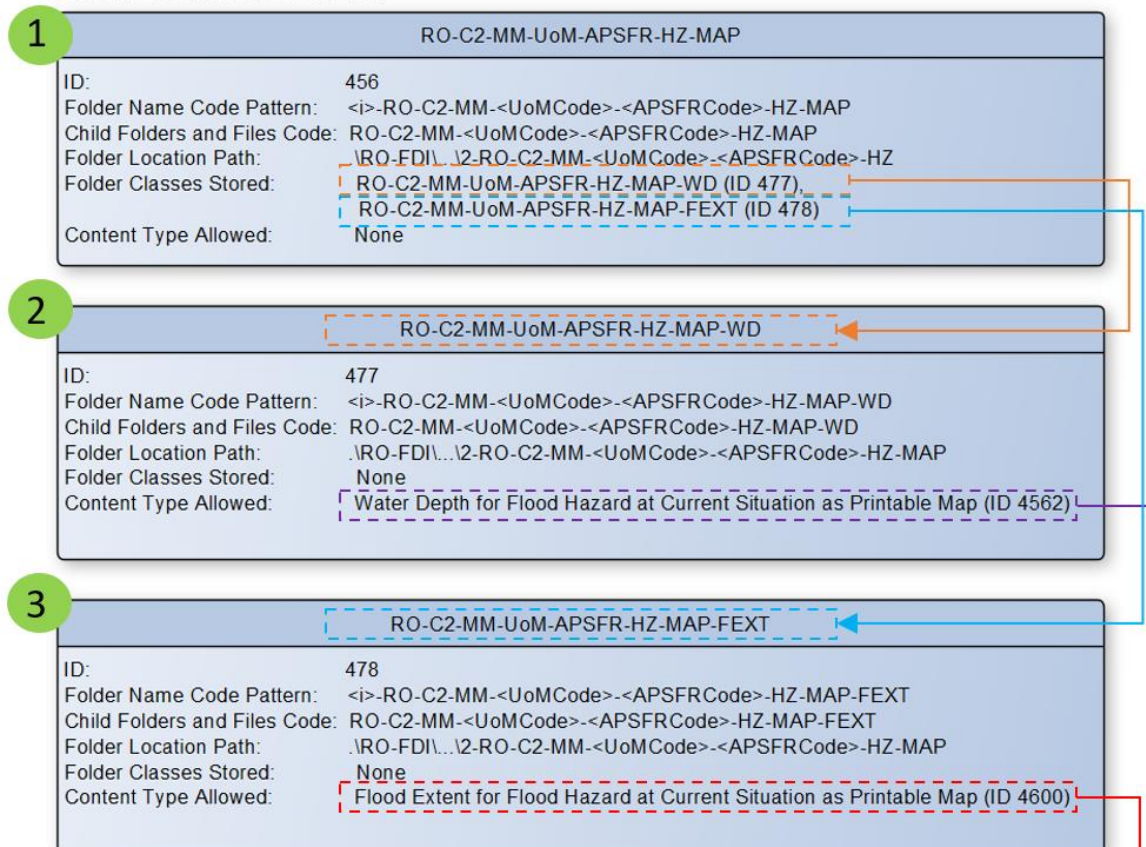 1
RO-C2-MM-UoM-APSFR-HZ-MAP
ID: 456
Folder Name Code Pattern: <i>-RO-C2-MM-<UoMCode>-<APSFRCode>-HZ-MAP
Child Folders and Files Code: RO-C2-MM-<UoMCode>-<APSFRCode>-HZ-MAP
Folder Location Path: .\RO-FDI\...\2-RO-C2-MM-<UoMCode>-<APSFRCode>-HZ
Folder Classes Stored: RO-C2-MM-UoM-APSFR-HZ-MAP-WD (ID 477),
RO-C2-MM-UoM-APSFR-HZ-MAP-FEXT (ID 478)
Content Type Allowed: None
2
RO-C2-MM-UoM-APSFR-HZ-MAP-WD
ID: 477
Folder Name Code Pattern: <i>-RO-C2-MM-<UoMCode>-<APSFRCode>-HZ-MAP-WD
Child Folders and Files Code: RO-C2-MM-<UoMCode>-<APSFRCode>-HZ-MAP-WD
Folder Location Path: .\RO-FDI\...\2-RO-C2-MM-<UoMCode>-<APSFRCode>-HZ-MAP
Folder Classes Stored: None
Content Type Allowed: Water Depth for Flood Hazard at Current Situation as Printable Map (ID 4562)
3
RO-C2-MM-UoM-APSFR-HZ-MAP-FEXT
ID: 478
Folder Name Code Pattern: <i>-RO-C2-MM-<UoMCode>-<APSFRCode>-HZ-MAP-FEXT
Child Folders and Files Code: RO-C2-MM-<UoMCode>-<APSFRCode>-HZ-MAP-FEXT
Folder Location Path: .\RO-FDI\...\2-RO-C2-MM-<UoMCode>-<APSFRCode>-HZ-MAP
Folder Classes Stored: None
Content Type Allowed: Flood Extent for Flood Hazard at Current Situation as Printable Map (ID 4600)